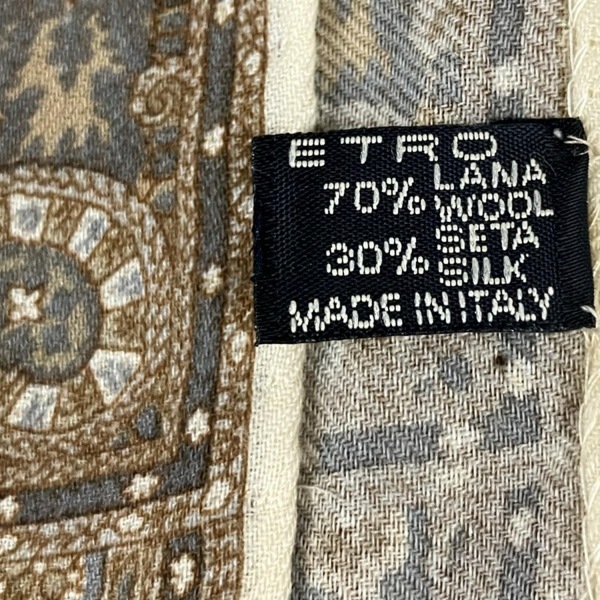 ETRO
70% LANA
WOOL
30% SETA
SILK
MADE IN ITALY